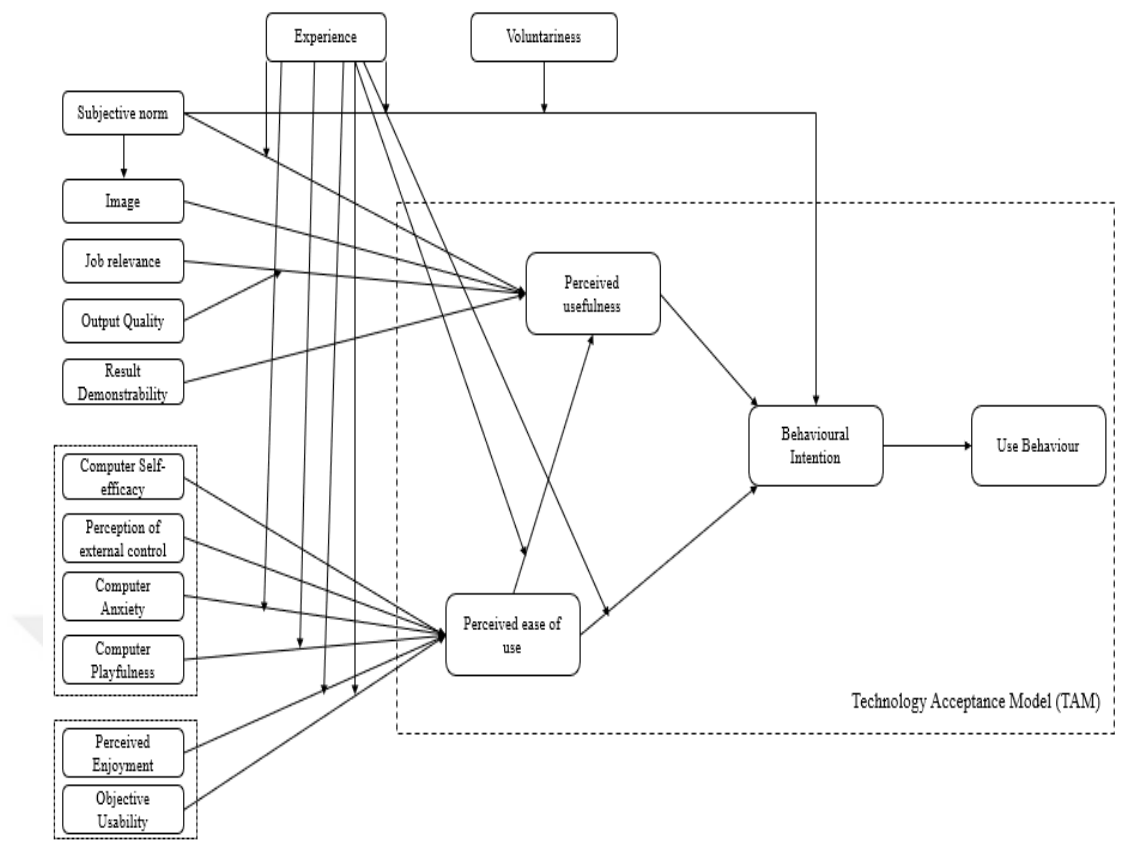 Experience
Voluntariness
Subjective norm
Image
Job relevance
Output Quality
Result
Demonstrability
Perceived
usefulness
Behavioural
Intention
Use Behaviour
Computer Self-
efficacy
Perception of
external control
Computer
Anxiety
Computer
Playfulness
Perceived ease of
use
Technology Acceptance Model (TAM)
Perceived
Enjoyment
Objective
Usability